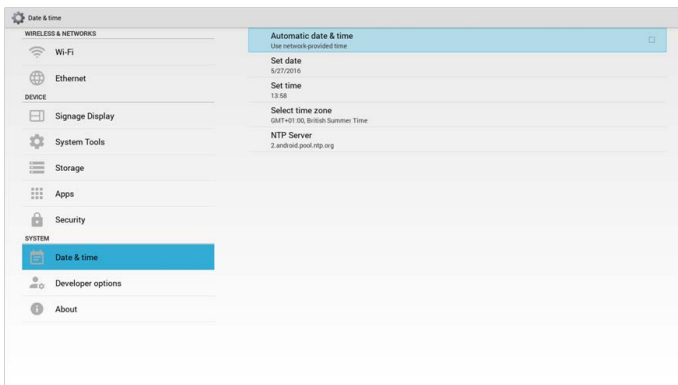 Date & time
WIRELESS & NETWORKS
Wi-Fi
Ethernet
DEVICE
Signage Display
System Tools
Storage
Apps
Security
SYSTEM
Date & time
Developer options
About
Automatic date & time
Use network-provided time
Set date
5/27/2016
Set time
13:58
Select time zone
GMT+01:00, British Summer Time
NTP Server
2.android.pool.ntp.org